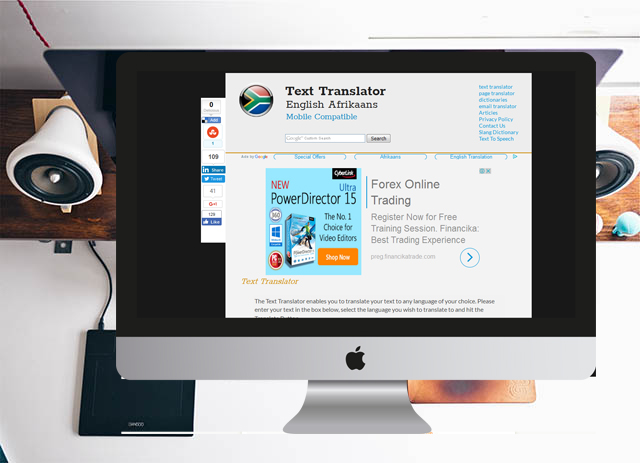 Text Translator
English Afrikaans
Mobile Compatible
text translator
page translator
dictionaries
email translator
Articles
Privacy Policy
Contact Us
Slang Dictionary
Text To Speech
Search
Special Offers
Afrikaans
English Translation
0
Add
109
Share
Tweet
41
+1
129
Like
CyberLink
NEW
Ultra
PowerDirector 15
360
The No. 1
Choice for
Video Editors
Windows
Shop Now
Forex Online
Trading
Register Now for Free
Training Session. Financika:
Best Trading Experience
preg.financikatrade.com
Text Translator
The Text Translator enables you to translate your text to any language of your choice. Please
enter your text in the box below, select the language you wish to translate to and hit the